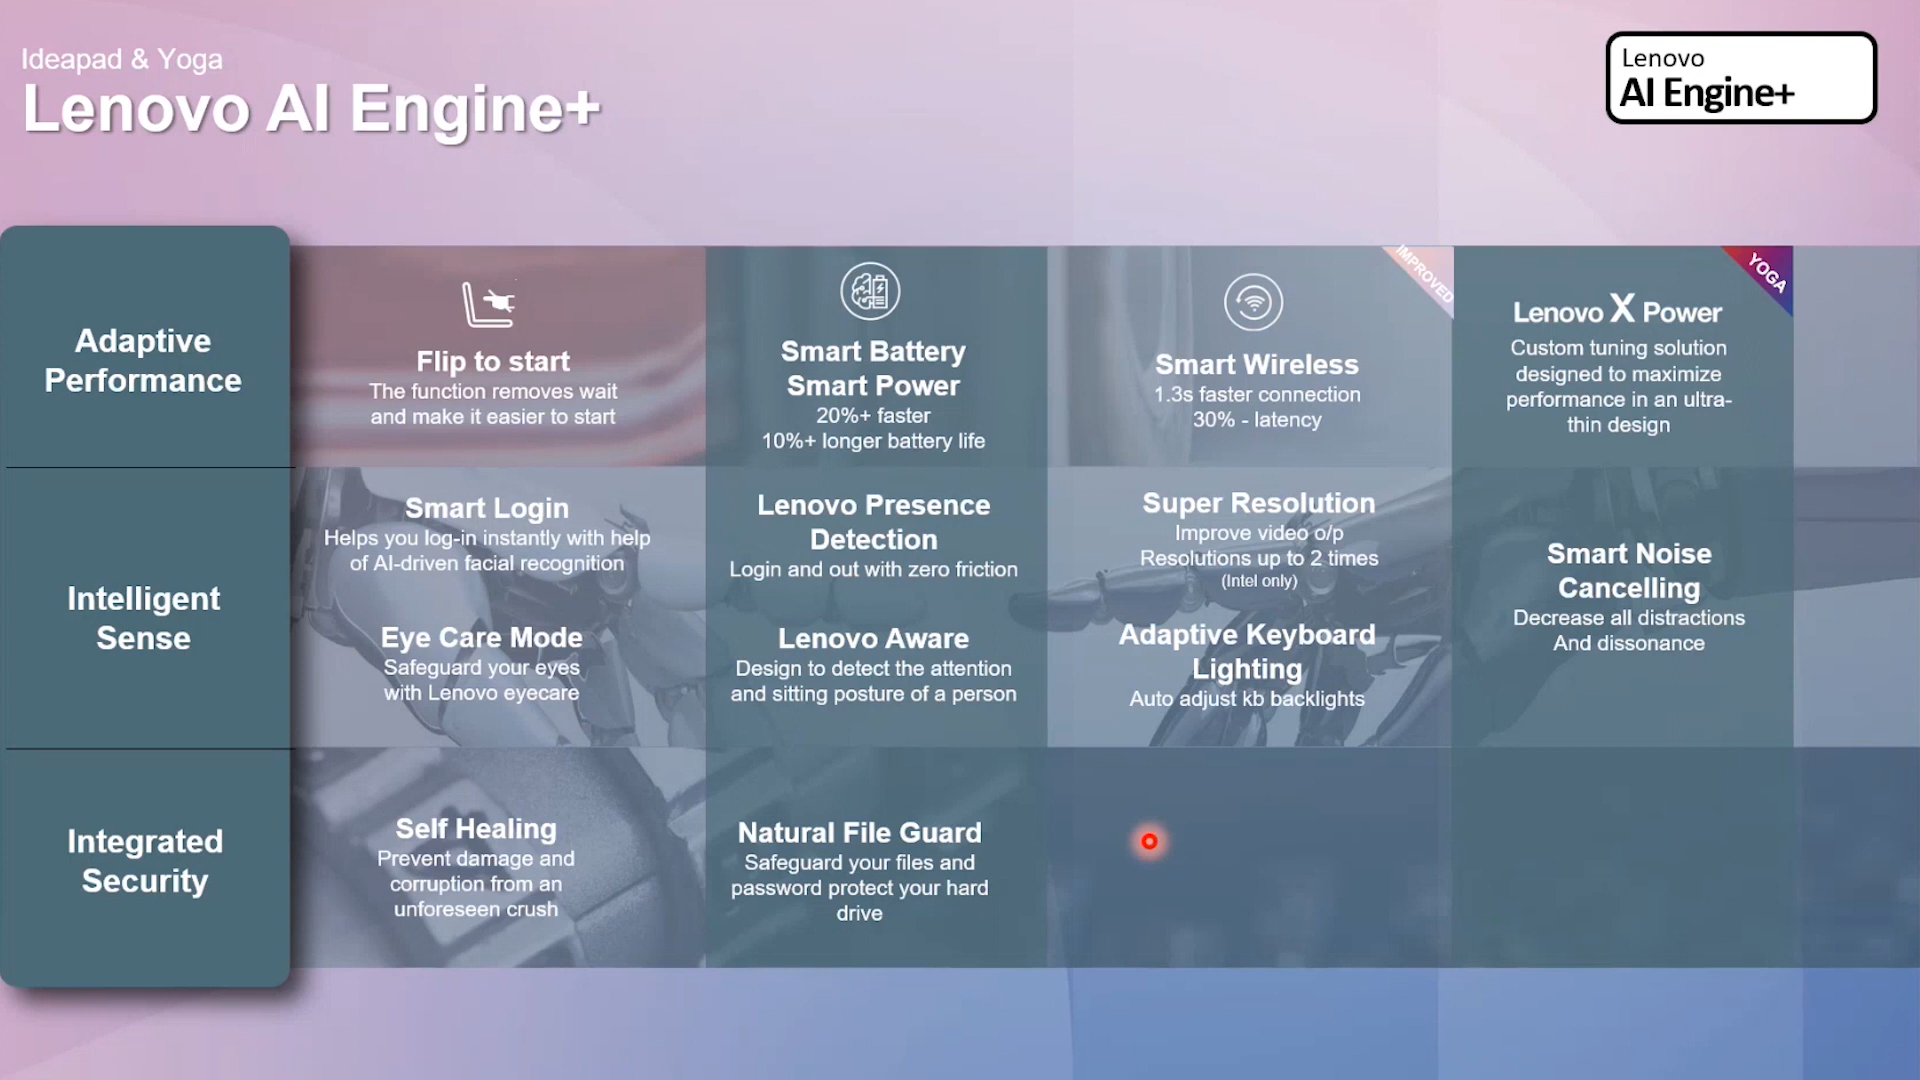 Ideapad & Yoga
Lenovo AI Engine+
Lenovo
AI Engine+
Adaptive
Performance
Flip to start
The function removes wait
and make it easier to start
Smart Battery
Smart Power
20%+ faster
10%+ longer battery life
IMPROVED
Smart Wireless
1.3s faster connection
30% - latency
YOGA
Lenovo X Power
Custom tuning solution
designed to maximize
performance in an ultra-
thin design
Intelligent
Sense
Smart Login
Helps you log-in instantly with help
of AI-driven facial recognition
Eye Care Mode
Safeguard your eyes
with Lenovo eyecare
Lenovo Presence
Detection
Login and out with zero friction
Lenovo Aware
Design to detect the attention
and sitting posture of a person
Super Resolution
Improve video o/p
Resolutions up to 2 times
(Intel only)
Adaptive Keyboard
Lighting
Auto adjust kb backlights
Smart Noise
Cancelling
Decrease all distractions
And dissonance
Integrated
Security
Self Healing
Prevent damage and
corruption from an
unforeseen crush
Natural File Guard
Safeguard your files and
password protect your hard
drive